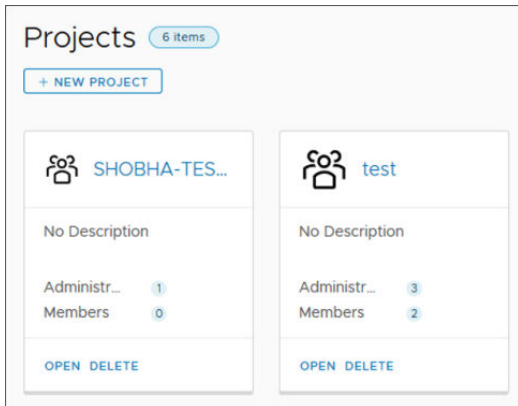 Projects 6 items
+ NEW PROJECT
SHOBHA-TES...
No Description
Administr... 1
Members 0
OPEN DELETE
test
No Description
Administr... 3
Members 2
OPEN DELETE